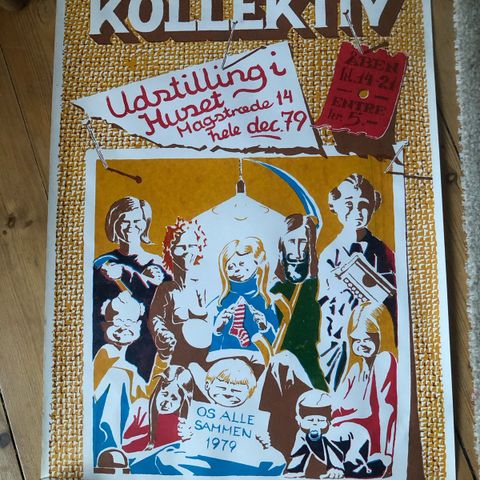 KOLLEKTIV
Udstilling i
Huset
Magstræde 14
hele dec. 79
ÅBEN
kl. 14-21
ENTRE
kr. 5.-
OS ALLE
SAMMEN
1979